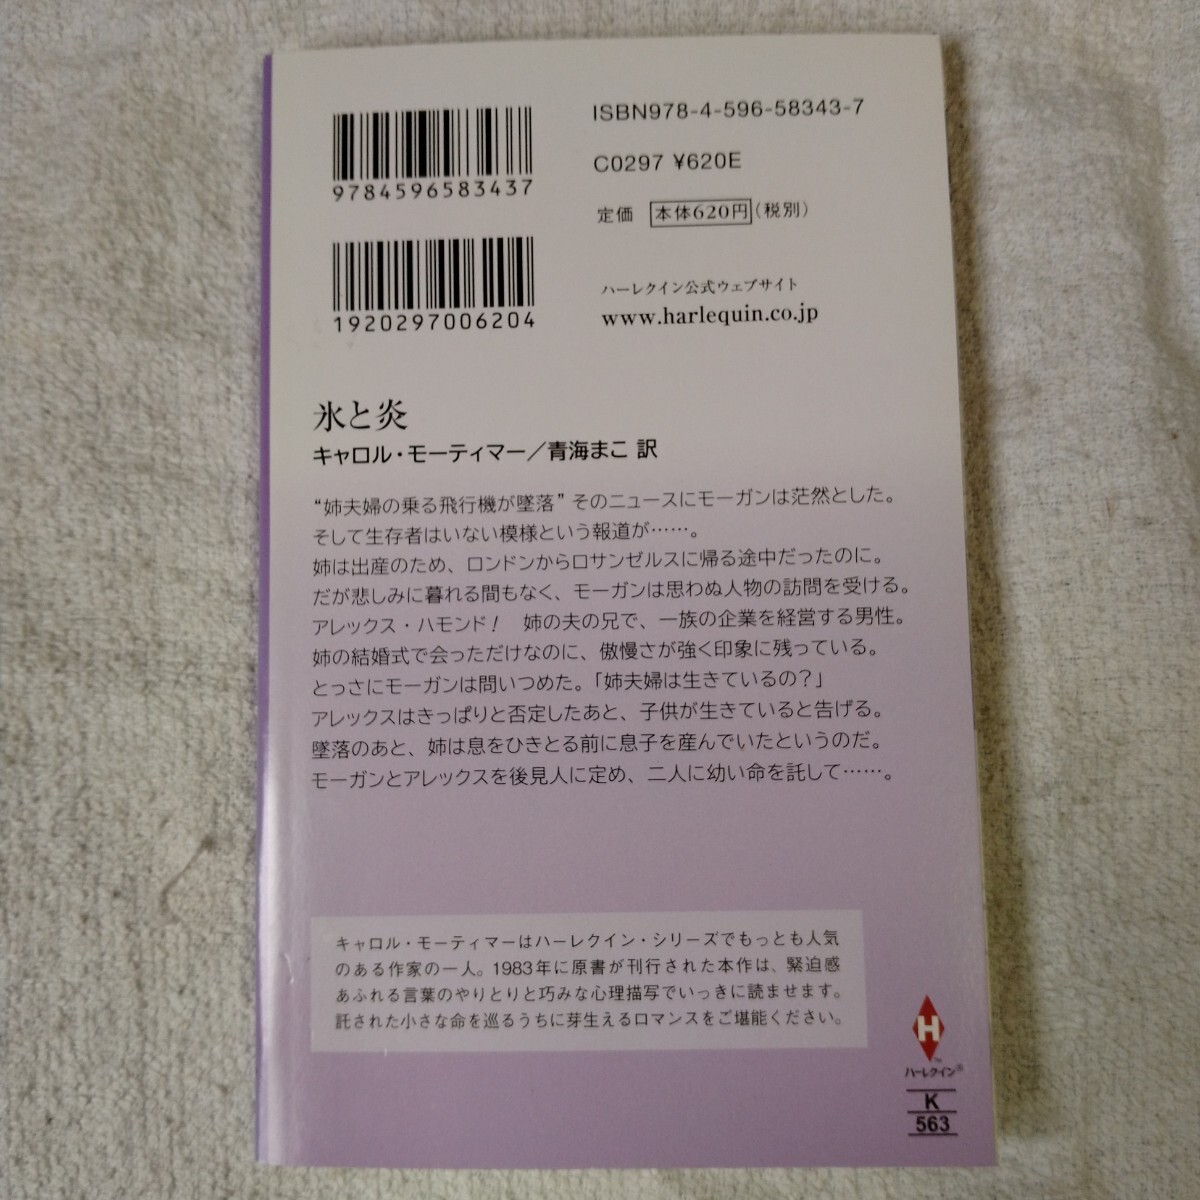 ISBN978-4-596-58343-7
9784596583437
C0297 ¥620E
定価 本体620円(税別)
1920297006204
ハーレクイン公式ウェブサイト
www.harlequin.co.jp
氷と炎
キャロル・モーティマー／青海まこ 訳
“姉夫婦の乗る飛行機が墜落” そのニュースにモーガンは茫然とした。
そして生存者はいない模様という報道が……。
姉は出産のため、ロンドンからロサンゼルスに帰る途中だったのに。
だが悲しみに暮れる間もなく、モーガンは思わぬ人物の訪問を受ける。
アレックス・ハモンド！ 姉の夫の兄で、一族の企業を経営する男性。
姉の結婚式で会っただけなのに、傲慢さが強く印象に残っている。
とっさにモーガンは問いつめた。「姉夫婦は生きているの？」
アレックスはきっぱりと否定したあと、子供が生きていると告げる。
墜落のあと、姉は息をひきとる前に息子を産んでいたというのだ。
モーガンとアレックスを後見人に定め、二人に幼い命を託して……。
キャロル・モーティマーはハーレクイン・シリーズでもっとも人気
のある作家の一人。1983年に原書が刊行された本作は、緊迫感
あふれる言葉のやりとりと巧みな心理描写でいっきに読ませます。
託された小さな命を巡るうちに芽生えるロマンスをご堪能ください。
H
™
ハーレクイン®
K
563